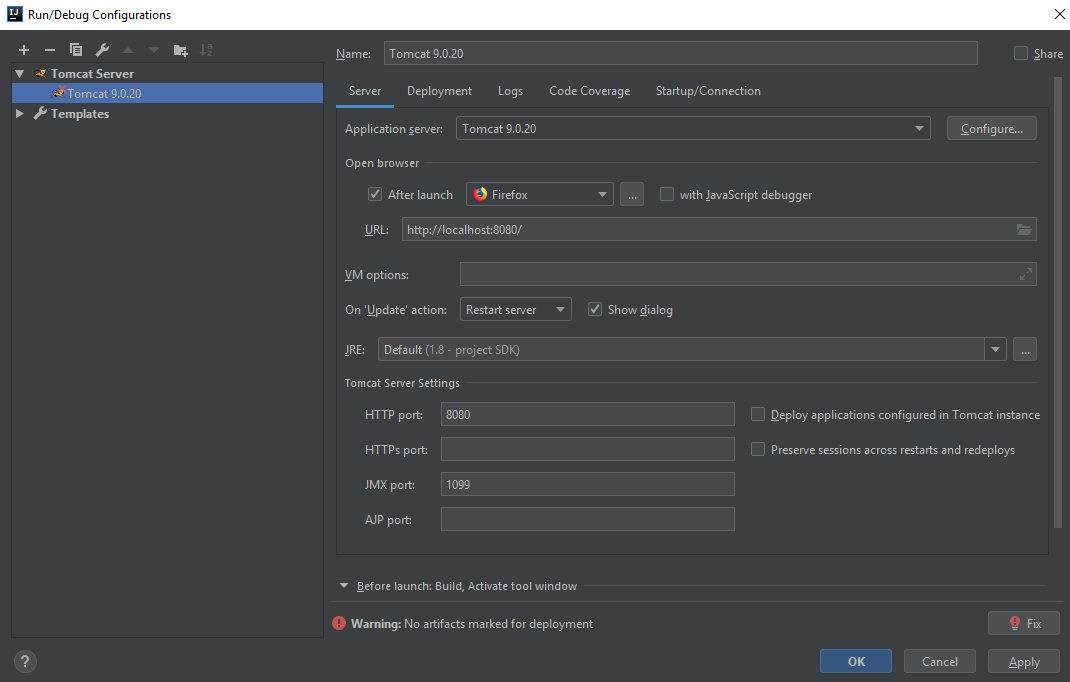 Run/Debug Configurations
Name: Tomcat 9.0.20 Share
Tomcat Server
Tomcat 9.0.20
Templates
Server Deployment Logs Code Coverage Startup/Connection
Application server: Tomcat 9.0.20 Configure...
Open browser
After launch Firefox ... with JavaScript debugger
URL: http://localhost:8080/
VM options:
On 'Update' action: Restart server Show dialog
JRE: Default (1.8 - project SDK) ...
Tomcat Server Settings
HTTP port: 8080 Deploy applications configured in Tomcat instance
HTTPs port: Preserve sessions across restarts and redeploys
JMX port: 1099
AJP port:
Before launch: Build, Activate tool window
Warning: No artifacts marked for deployment Fix
? OK Cancel Apply